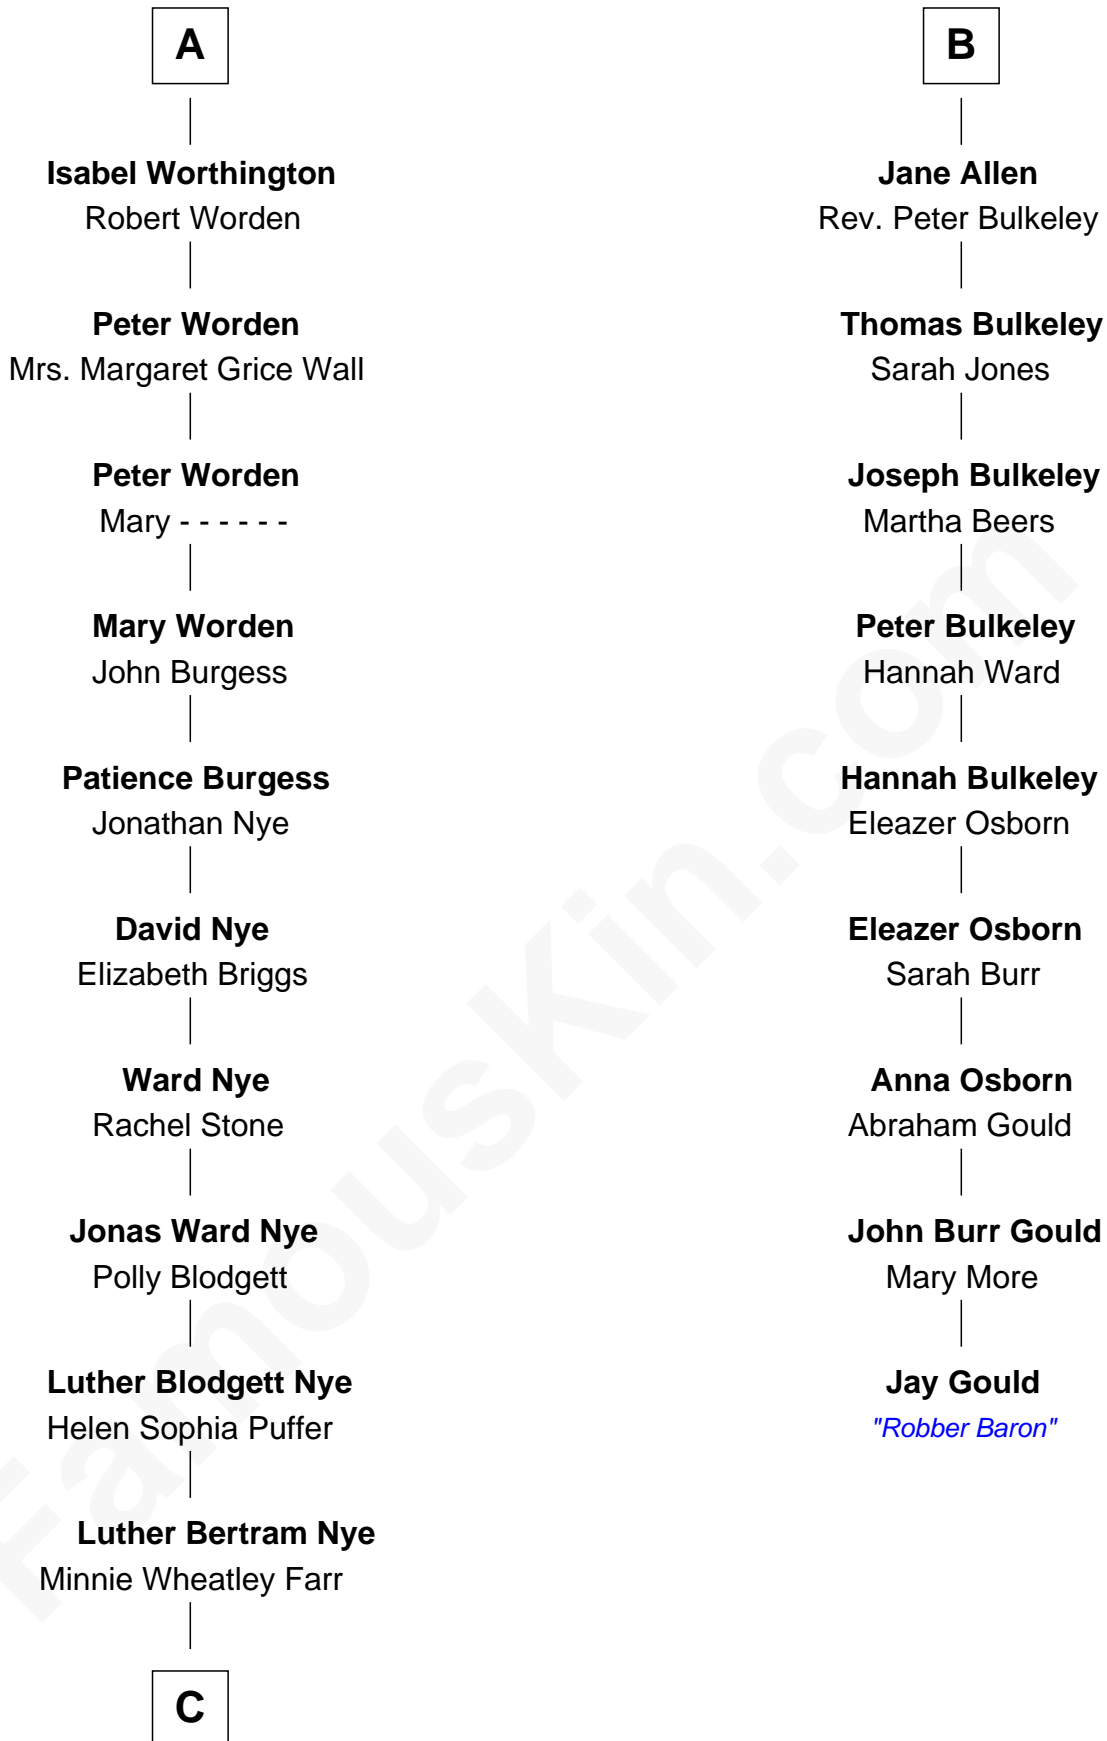 A
Isabel Worthington
Robert Worden
Peter Worden
Mrs. Margaret Grice Wall
Peter Worden
Mary - - - - - -
Mary Worden
John Burgess
Patience Burgess
Jonathan Nye
David Nye
Elizabeth Briggs
Ward Nye
Rachel Stone
Jonas Ward Nye
Polly Blodgett
Luther Blodgett Nye
Helen Sophia Puffer
Luther Bertram Nye
Minnie Wheatley Farr
C
B
Jane Allen
Rev. Peter Bulkeley
Thomas Bulkeley
Sarah Jones
Joseph Bulkeley
Martha Beers
Peter Bulkeley
Hannah Ward
Hannah Bulkeley
Eleazer Osborn
Eleazer Osborn
Sarah Burr
Anna Osborn
Abraham Gould
John Burr Gould
Mary More
Jay Gould
"Robber Baron"
FamousKin.com